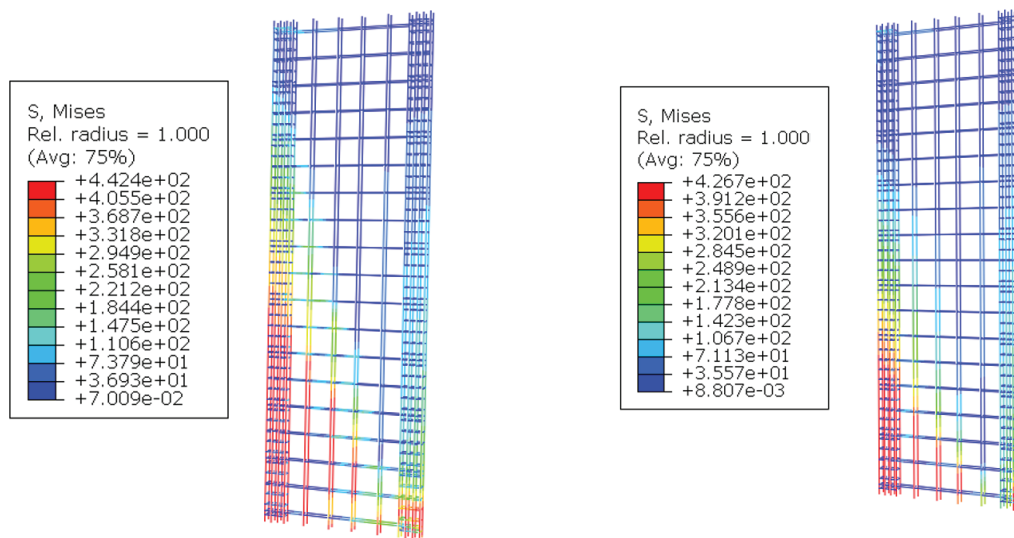 S, Mises
Rel. radius = 1.000
(Avg: 75%)
+4.424e+02
+4.055e+02
+3.687e+02
+3.318e+02
+2.949e+02
+2.581e+02
+2.212e+02
+1.844e+02
+1.475e+02
+1.106e+02
+7.379e+01
+3.693e+01
+7.009e-02
S, Mises
Rel. radius = 1.000
(Avg: 75%)
+4.267e+02
+3.912e+02
+3.556e+02
+3.201e+02
+2.845e+02
+2.489e+02
+2.134e+02
+1.778e+02
+1.423e+02
+1.067e+02
+7.113e+01
+3.557e+01
+8.807e-03